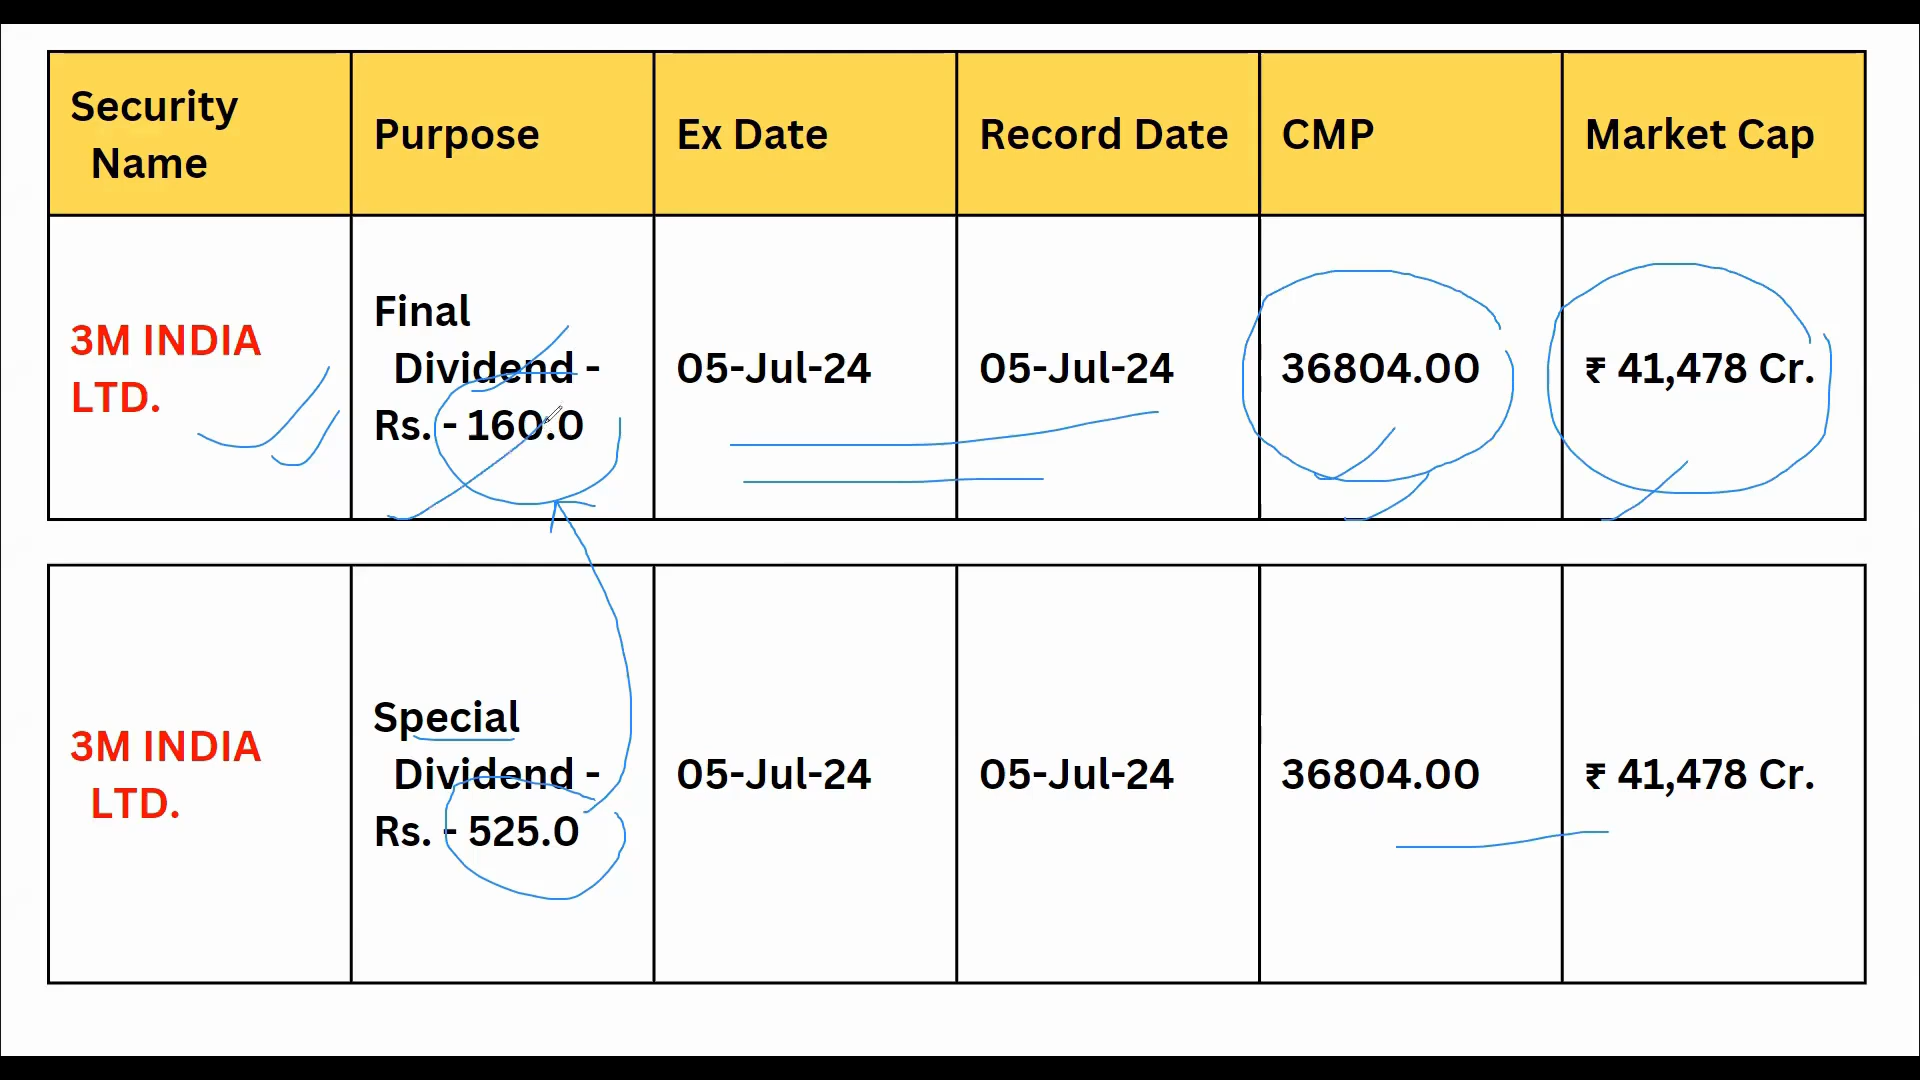 Security
Name
Purpose
Ex Date
Record Date
CMP
Market Cap
3M INDIA
LTD.
Final
Dividend -
Rs. - 160.0
05-Jul-24
05-Jul-24
36804.00
₹ 41,478 Cr.
3M INDIA
LTD.
Special
Dividend -
Rs. - 525.0
05-Jul-24
05-Jul-24
36804.00
₹ 41,478 Cr.